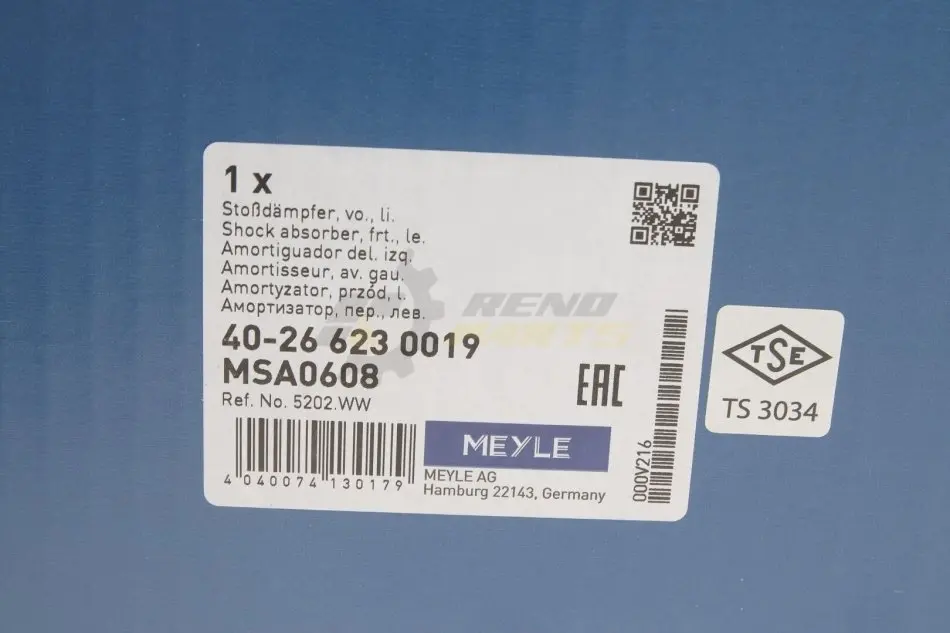 1 x
Stoßdämpfer, vo., li.
Shock absorber, frt., le.
Amortiguador del. izq.
Amortisseur, av. gau.
Amortyzator, przód, l.
Амортизатор, пер., лев.
RENO
PARTS
40-26 623 0019
MSA0608
Ref. No. 5202.WW
EAC
MEYLE
4 040074 130179
MEYLE AG
Hamburg 22143, Germany
000V216
TSE
TS 3034